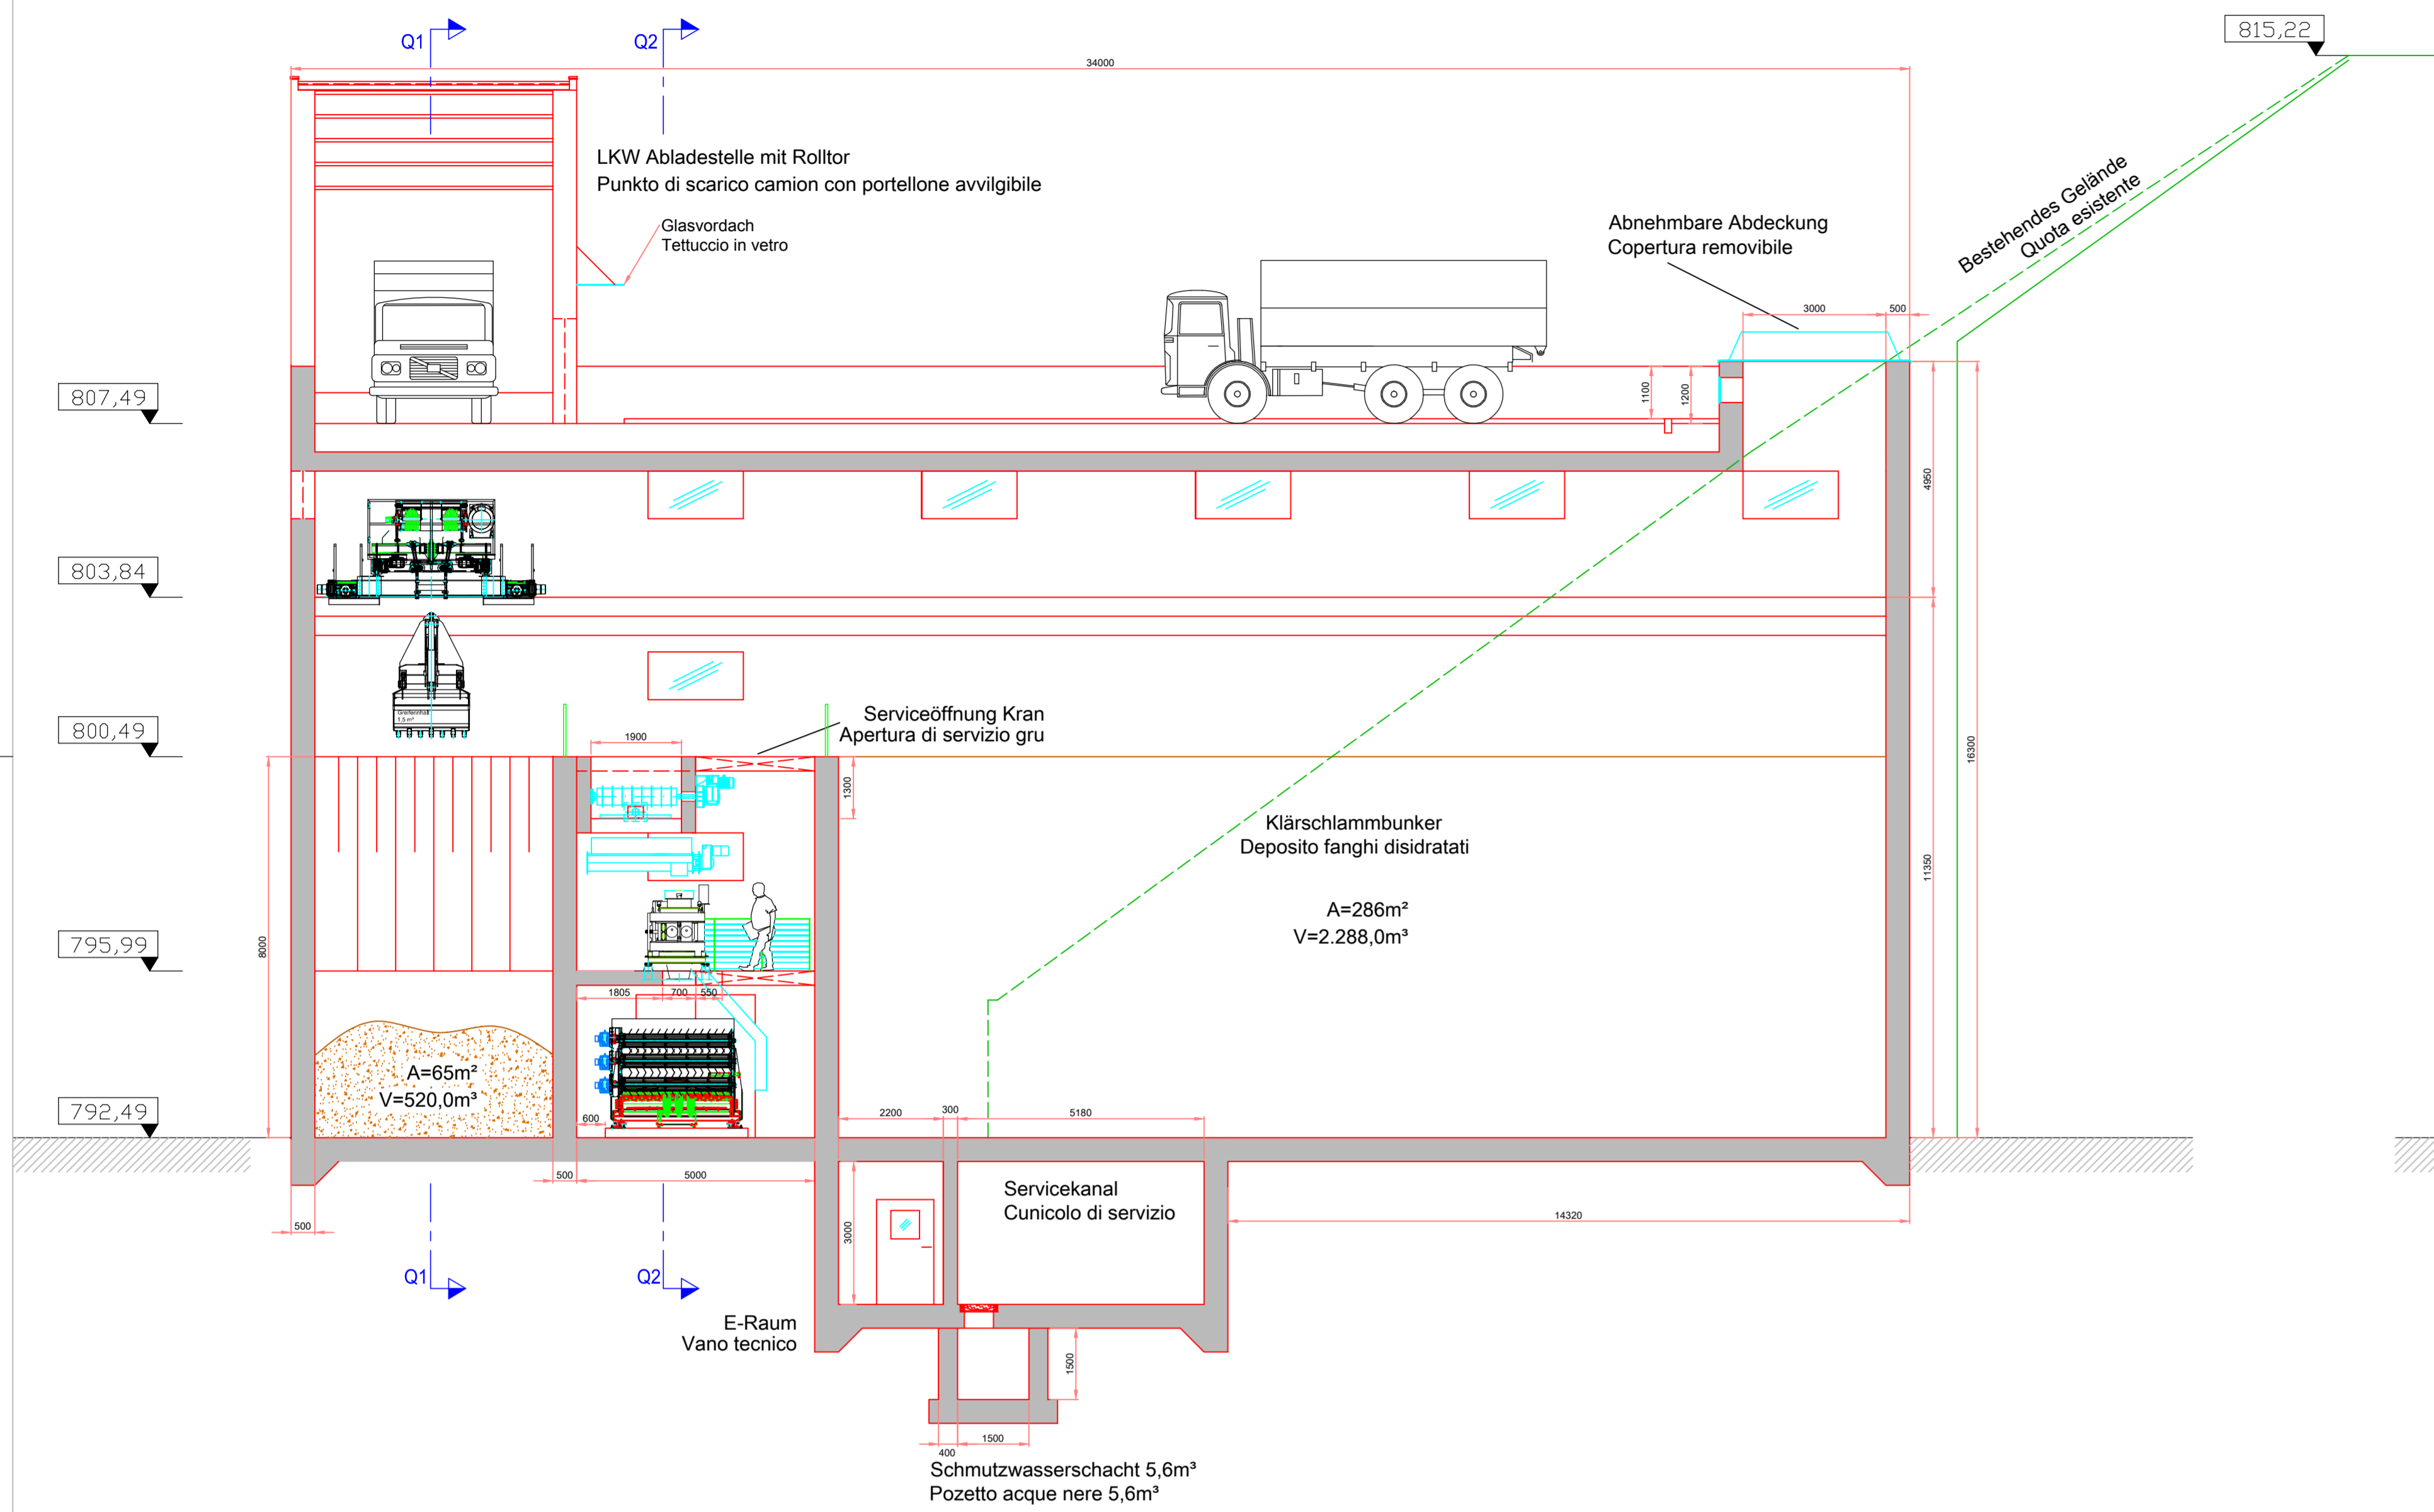 815,22
Q1
Q2
34000
LKW Abladestelle mit Rolltor
Punkto di scarico camion con portellone avvilgibile
Glasvordach
Tettuccio in vetro
Abnehmbare Abdeckung
Copertura removibile
Bestehendes Gelände
Quota esistente
3000
500
807,49
1100
1200
4950
803,84
Greiferinhalt
1,5 m³
800,49
Serviceöffnung Kran
Apertura di servizio gru
1900
1300
16300
Klärschlammbunker
Deposito fanghi disidratati
11350
A=286m²
V=2.288,0m³
795,99
8000
1805
700
550
A=65m²
V=520,0m³
792,49
600
2200
300
5180
500
5000
500
3000
Servicekanal
Cunicolo di servizio
14320
Q1
Q2
E-Raum
Vano tecnico
1500
1500
400
Schmutzwasserschacht 5,6m³
Pozetto acque nere 5,6m³